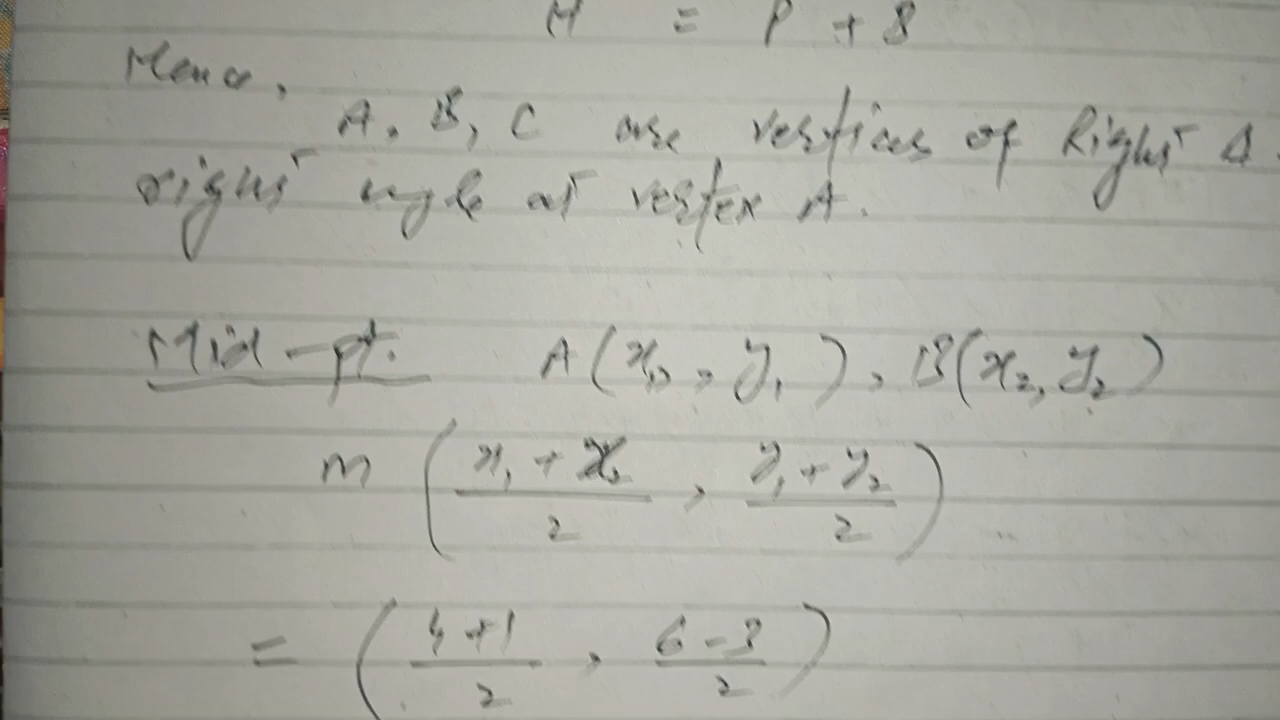 H = P + B
Hence,
A, B, C are vertices of Right Δ.
right angle at vertex A.
Mid-pt. A(x₁, y₁), B(x₂, y₂)
m (x₁ + x₂ / 2, y₁ + y₂ / 2)
= (4+1 / 2, 6-3 / 2)